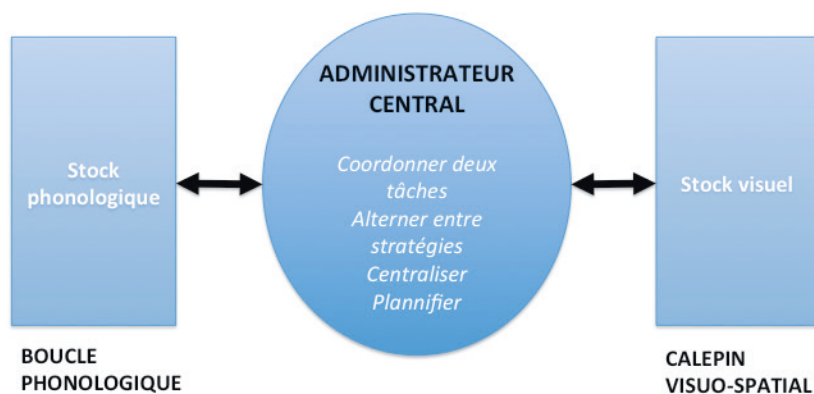 ADMINISTRATEUR
CENTRAL
Stock
phonologique
Coordonner deux
tâches
Alterner entre
stratégies
Centraliser
Plannifier
Stock visuel
BOUCLE
PHONOLOGIQUE
CALEPIN
VISUO-SPATIAL